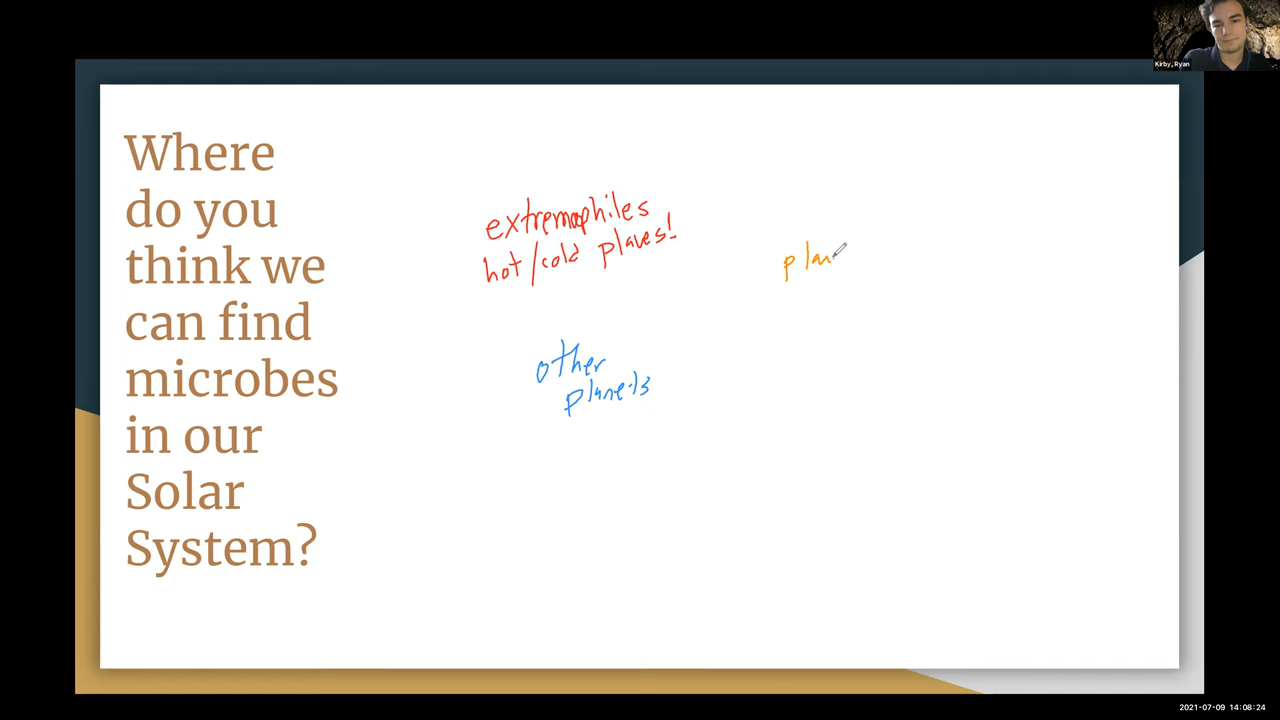 Kirby, Ryan
Where
do you
think we
can find
microbes
in our
Solar
System?
extremophiles
hot/cold places!
plan
other
planets
2021-07-09 14:08:24